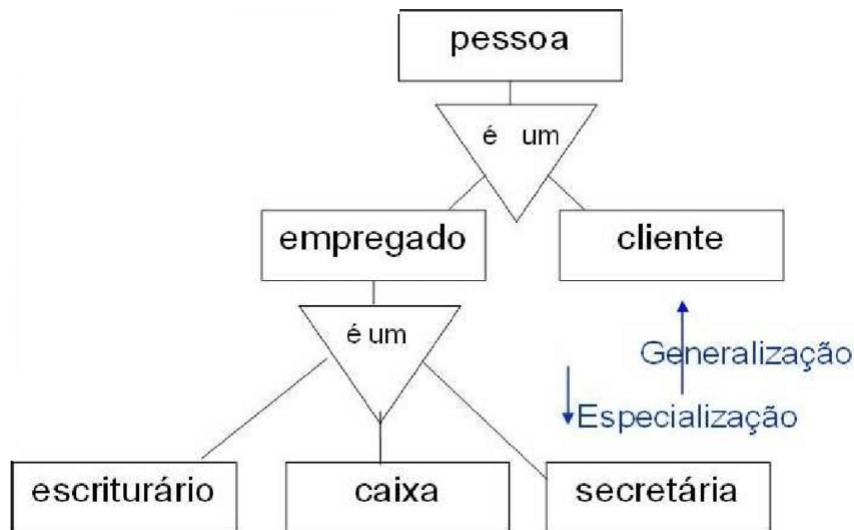 pessoa
é um
empregado
cliente
é um
Generalização
Especialização
escriturário
caixa
secretária